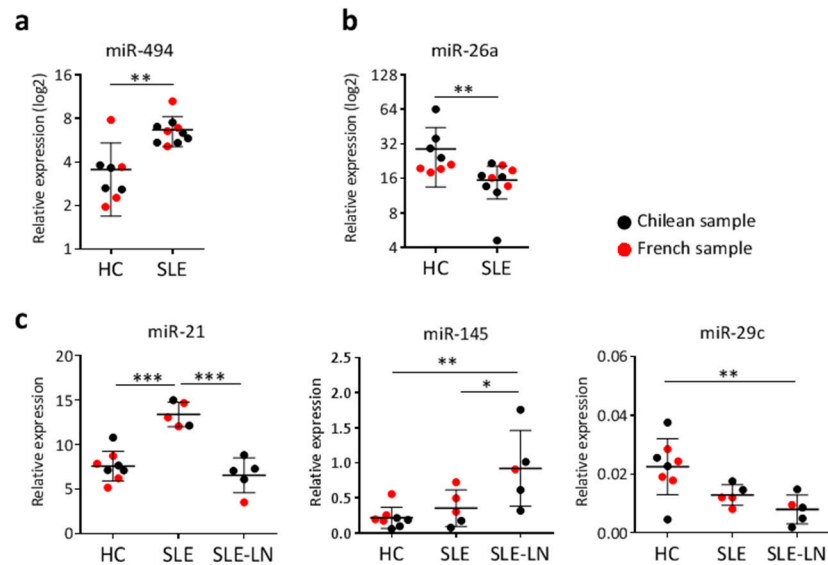 a
miR-494
**
Relative expression (log2)
16
8
4
2
1
HC SLE
b
miR-26a
**
Relative expression (log2)
128
64
32
16
8
4
HC SLE
Chilean sample
French sample
c
miR-21
*** ***
Relative expression
20
15
10
5
0
HC SLE SLE-LN
miR-145
**
*
Relative expression
2.5
2.0
1.5
1.0
0.5
0.0
HC SLE SLE-LN
miR-29c
**
Relative expression
0.06
0.04
0.02
0.00
HC SLE SLE-LN